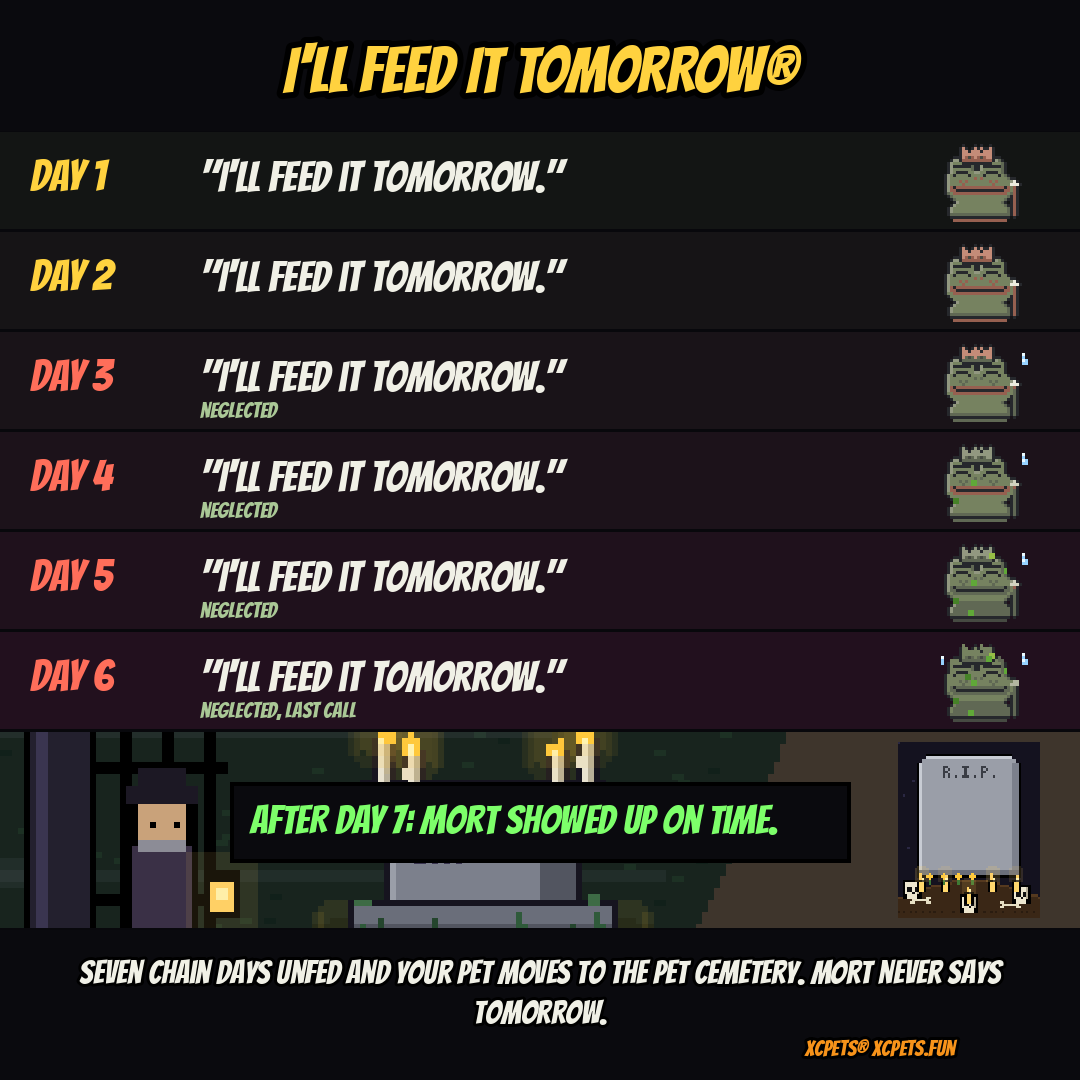 I'LL FEED IT TOMORROW®
DAY 1
"I'LL FEED IT TOMORROW."
DAY 2
"I'LL FEED IT TOMORROW."
DAY 3
"I'LL FEED IT TOMORROW."
NEGLECTED
DAY 4
"I'LL FEED IT TOMORROW."
NEGLECTED
DAY 5
"I'LL FEED IT TOMORROW."
NEGLECTED
DAY 6
"I'LL FEED IT TOMORROW."
NEGLECTED, LAST CALL
R.I.P.
AFTER DAY 7: MORT SHOWED UP ON TIME.
SEVEN CHAIN DAYS UNFED AND YOUR PET MOVES TO THE PET CEMETERY. MORT NEVER SAYS
TOMORROW.
XCPETS® XCPETS.FUN